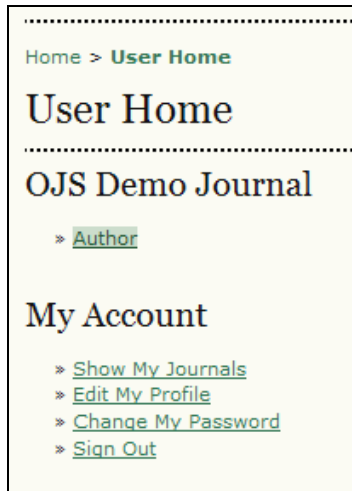 Home > User Home
User Home
OJS Demo Journal
» Author
My Account
» Show My Journals
» Edit My Profile
» Change My Password
» Sign Out